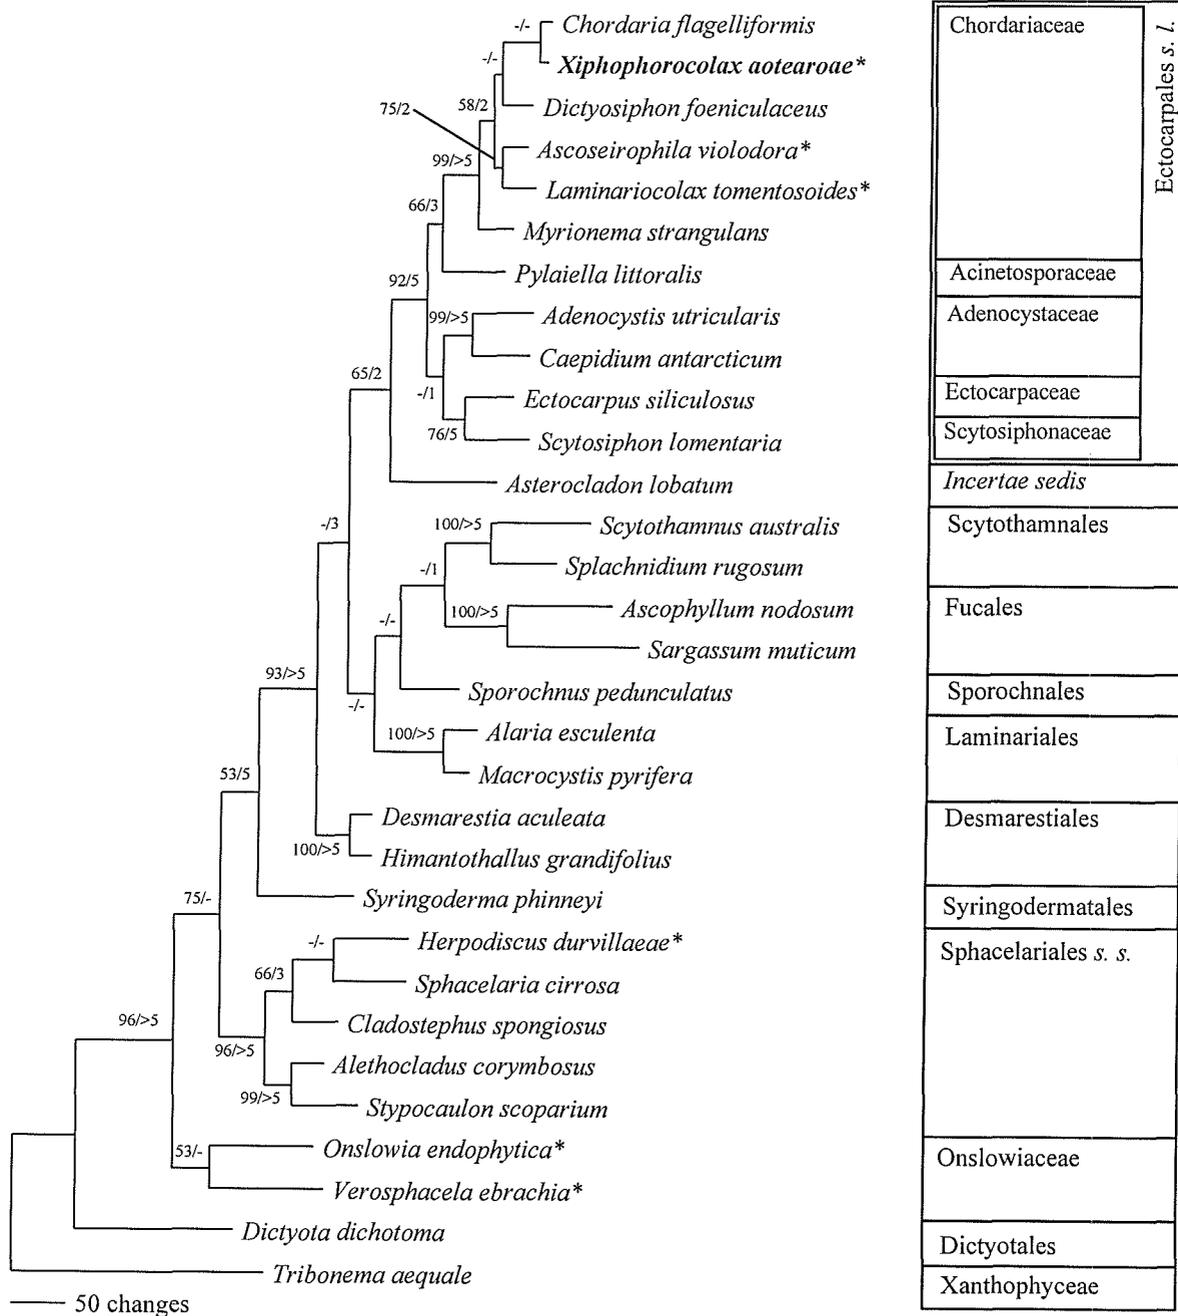 -/-
Chordaria flagelliformis
Chordariaceae
Ectocarpales s. l.
-/-
Xiphophorocolax aotearoae*
75/2
58/2
Dictyosiphon foeniculaceus
Ascoseirophila violodora*
99/>5
Laminariocolax tomentosoides*
66/3
Myrionema strangulans
92/5
Pylaiella littoralis
Acinetosporaceae
99/>5
Adenocystis utricularis
Adenocystaceae
Caepidium antarcticum
65/2
-/1
Ectocarpus siliculosus
Ectocarpaceae
76/5
Scytosiphon lomentaria
Scytosiphonaceae
Asterocladon lobatum
Incertae sedis
-/3
100/>5
Scytothamnus australis
Scytothamnales
-/1
Splachnidium rugosum
100/>5
Ascophyllum nodosum
Fucales
-/-
Sargassum muticum
93/>5
-/-
Sporochnus pedunculatus
Sporochnales
100/>5
Alaria esculenta
Laminariales
53/5
Macrocystis pyrifera
Desmarestia aculeata
Desmarestiales
100/>5
Himantothallus grandifolius
75/-
Syringoderma phinneyi
Syringodermatales
-/-
Herpodiscus durvillaeae*
Sphacelariales s. s.
66/3
Sphacelaria cirrosa
96/>5
Cladostephus spongiosus
96/>5
Alethocladus corymbosus
99/>5
Stypocaulon scoparium
53/-
Onslowia endophytica*
Onslowiaceae
Verosphacela ebrachia*
Dictyota dichotoma
Dictyotales
Tribonema aequale
Xanthophyceae
50 changes